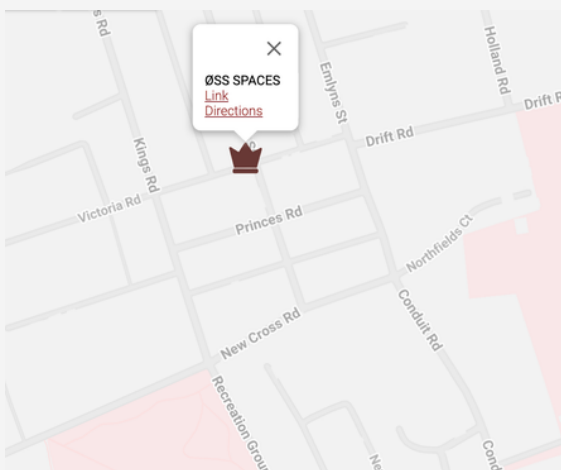 s Rd
Holland Rd
ØSS SPACES
Link
Directions
Emlyns St
Drift R
Drift Rd
Kings Rd
Victoria Rd
Princes Rd
Northfields Ct
New Cross Rd
Conduit Rd
Recreation Grou
Ne
Cond